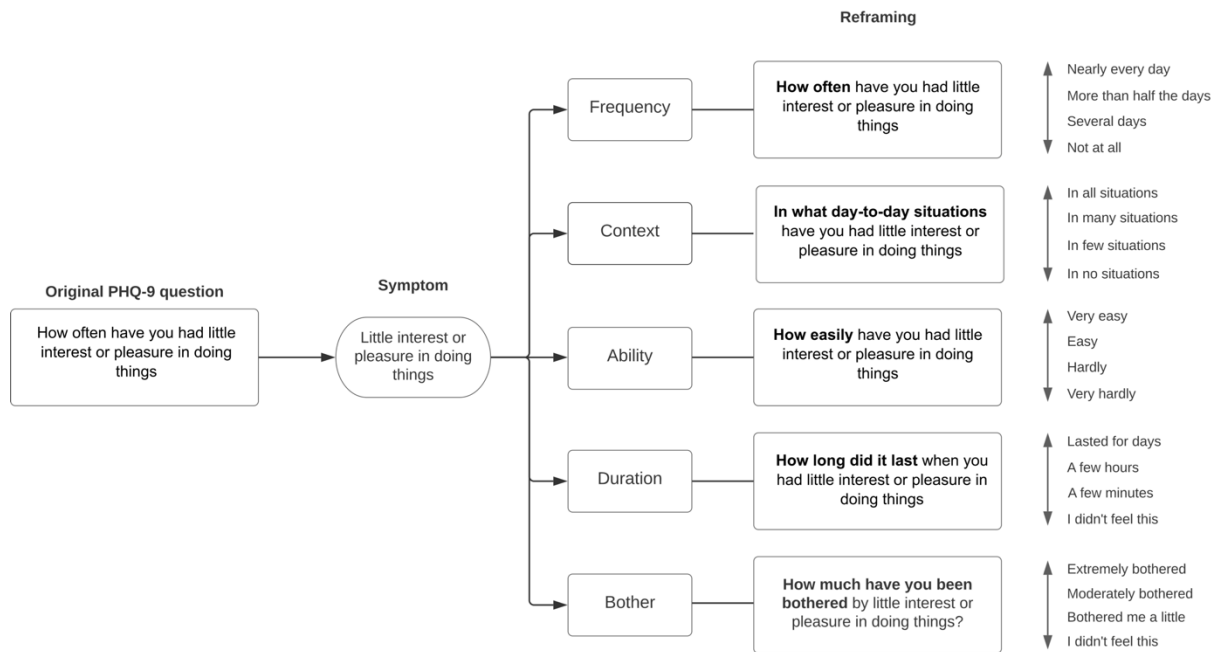 Reframing
Frequency
How often have you had little
interest or pleasure in doing
things
Nearly every day
More than half the days
Several days
Not at all
Context
In what day-to-day situations
have you had little interest or
pleasure in doing things
In all situations
In many situations
In few situations
In no situations
Original PHQ-9 question
How often have you had little
interest or pleasure in doing
things
Symptom
Little interest or
pleasure in doing
things
Ability
How easily have you had little
interest or pleasure in doing
things
Very easy
Easy
Hardly
Very hardly
Duration
How long did it last when you
had little interest or pleasure in
doing things
Lasted for days
A few hours
A few minutes
I didn't feel this
Bother
How much have you been
bothered by little interest or
pleasure in doing things?
Extremely bothered
Moderately bothered
Bothered me a little
I didn't feel this